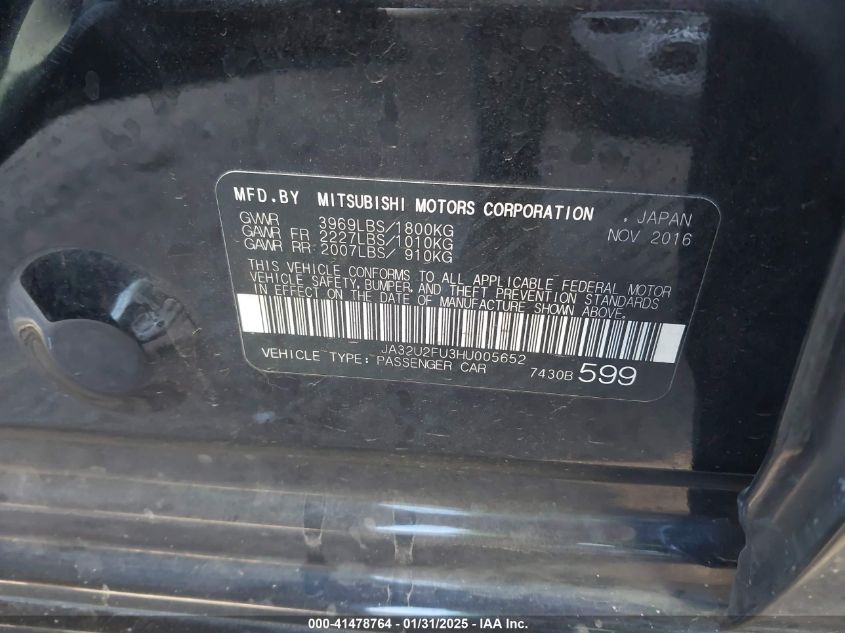 MFD.BY MITSUBISHI MOTORS CORPORATION , JAPAN
GVWR 3969LBS/1800KG NOV 2016
GAWR FR 2227LBS/1010KG
GAWR RR 2007LBS/ 910KG
THIS VEHICLE CONFORMS TO ALL APPLICABLE FEDERAL MOTOR
VEHICLE SAFETY, BUMPER, AND THEFT PREVENTION STANDARDS
IN EFFECT ON THE DATE OF MANUFACTURE SHOWN ABOVE.
JA32U2FU3HU005652
VEHICLE TYPE: PASSENGER CAR 7430B 599
000-41478764 - 01/31/2025 - IAA Inc.